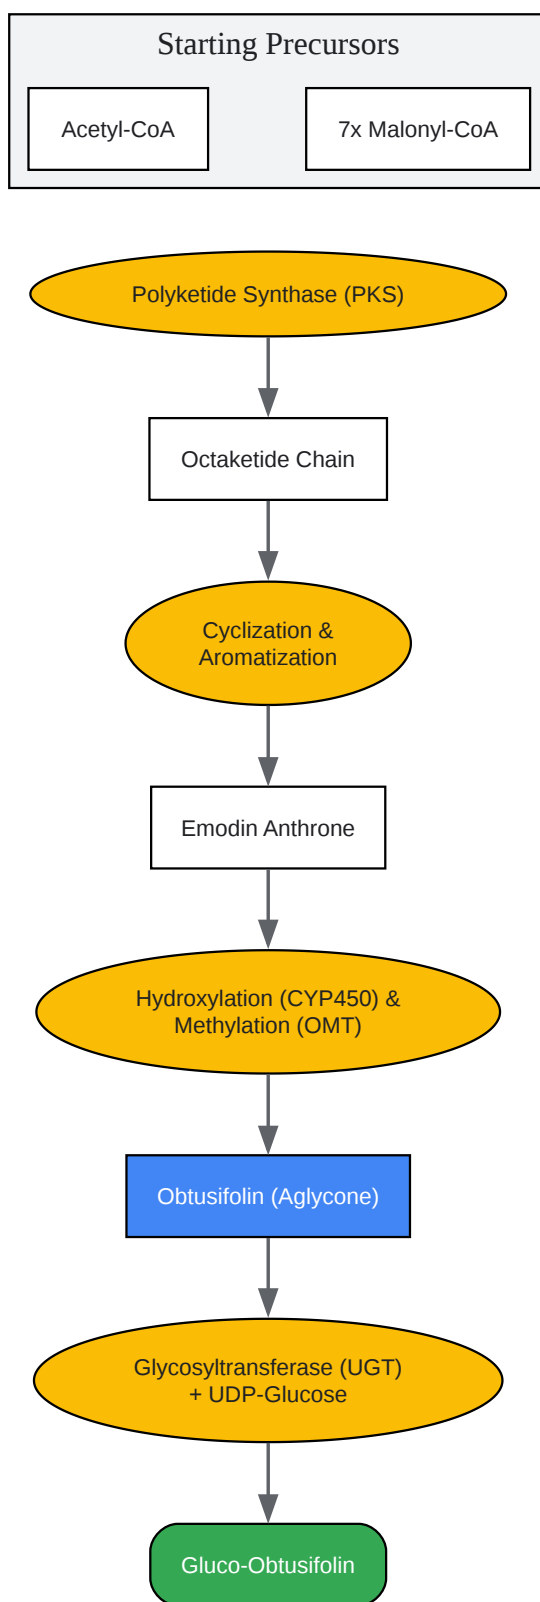 Starting Precursors
Acetyl-CoA
7x Malonyl-CoA
Polyketide Synthase (PKS)
Octaketide Chain
Cyclization &
Aromatization
Emodin Anthrone
Hydroxylation (CYP450) &
Methylation (OMT)
Obtusifolin (Aglycone)
Glycosyltransferase (UGT)
+ UDP-Glucose
Gluco-Obtusifolin